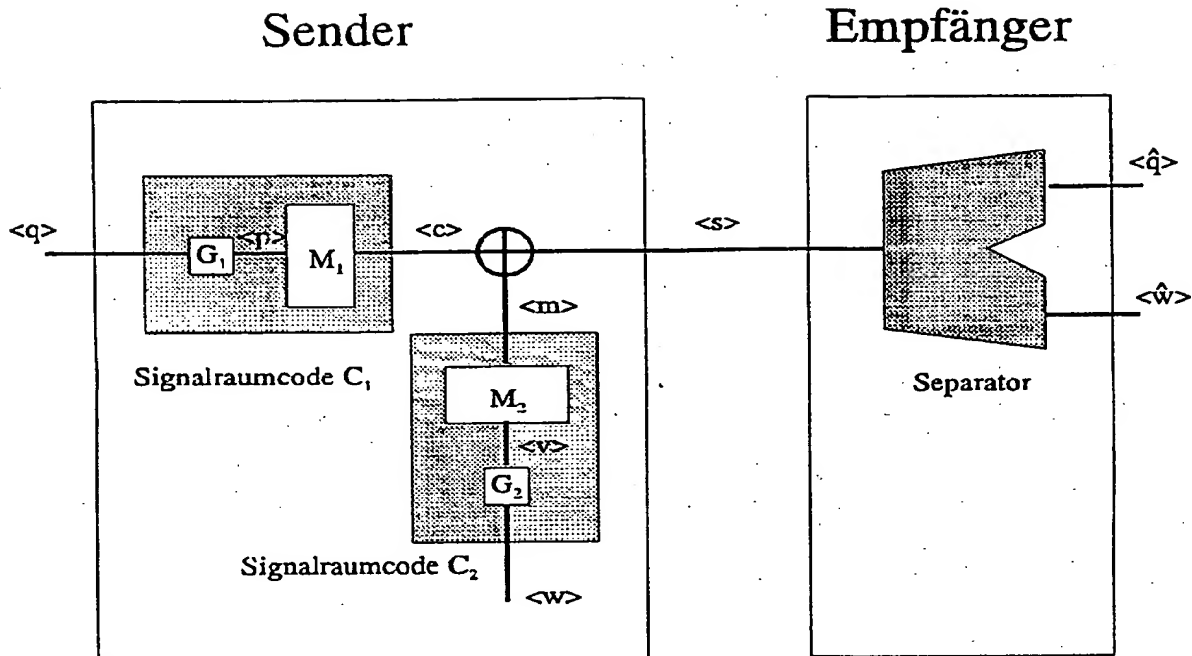 Sender
Empfänger
<q>
G₁
<p>
M₁
<c>
<s>
<q̂>
<m>
<ŵ>
Signalraumcode C₁
M₂
Separator
<v>
G₂
Signalraumcode C₂
<w>